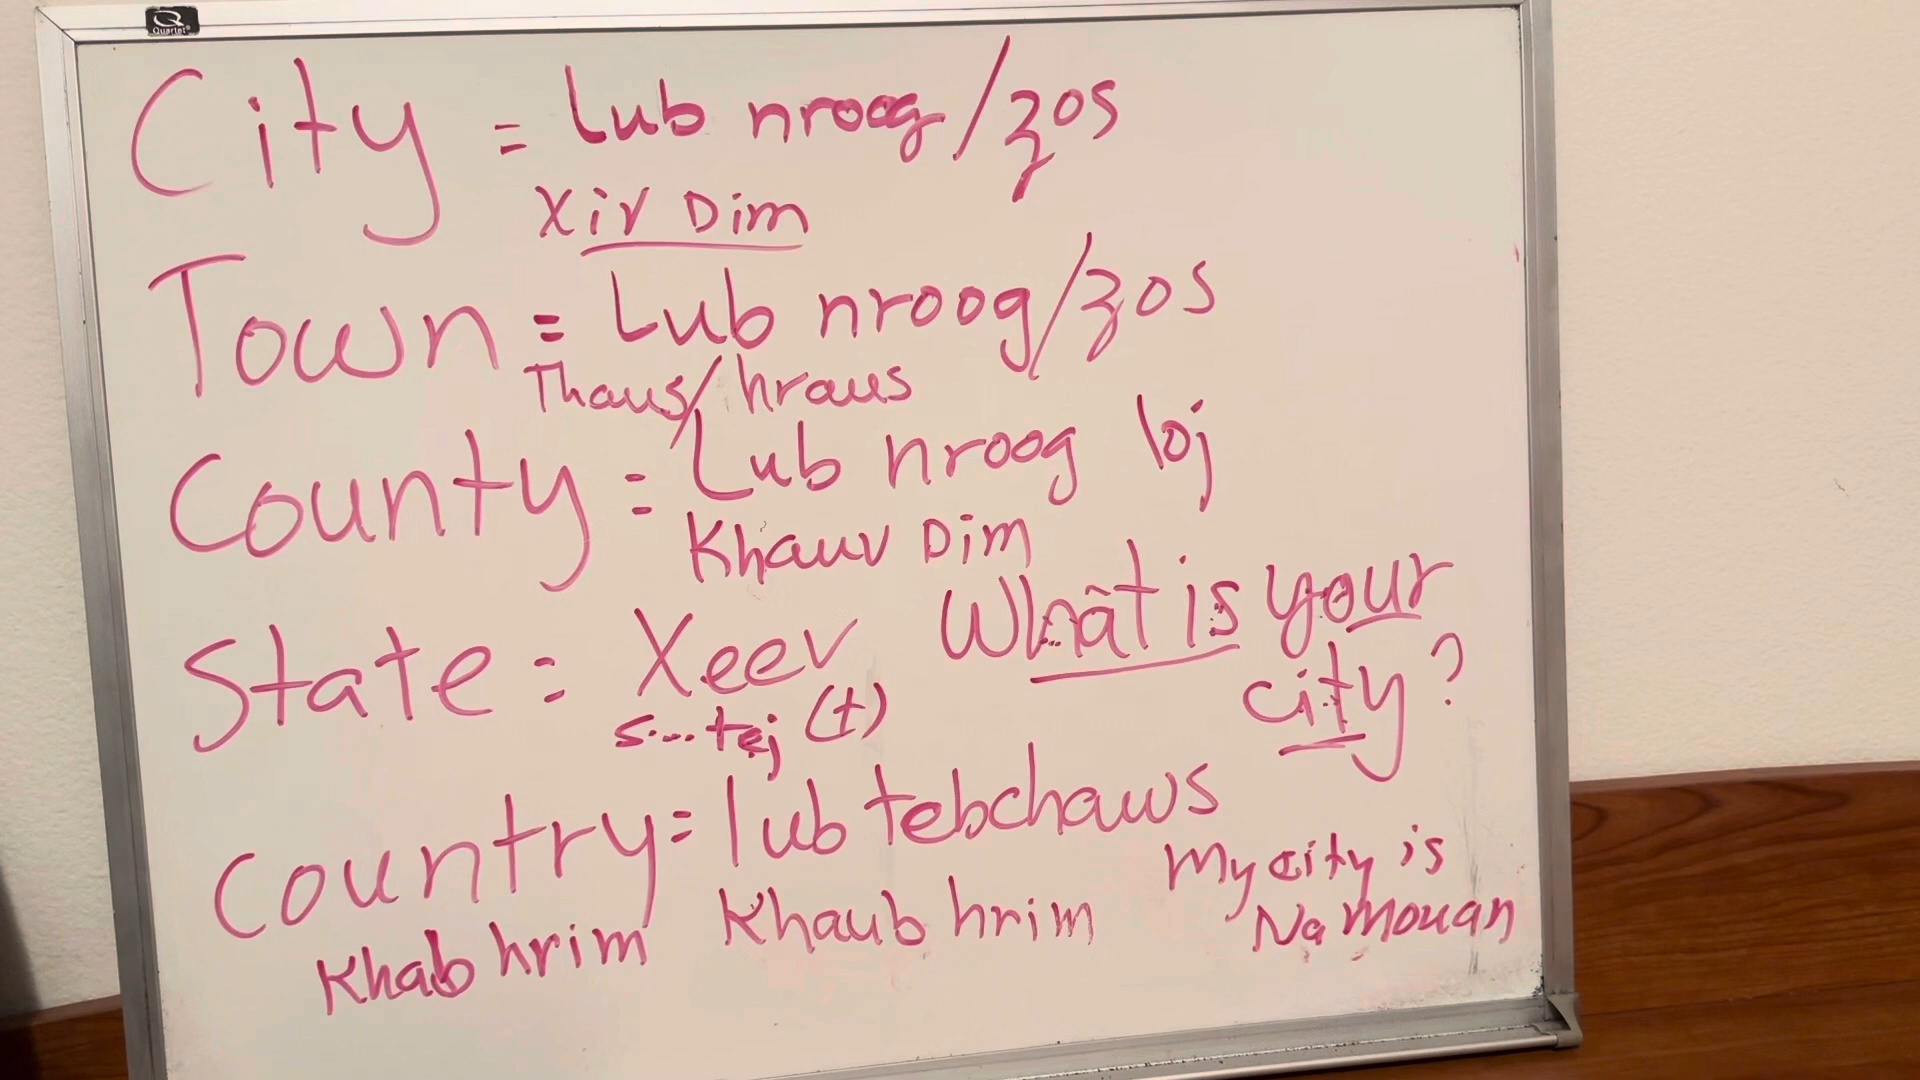 Quartet
City = Lub nroog/zos
Xiv Dim
Town = Lub nroog/zos
Thaus/hraus
County = Lub nroog loj
Khauv Dim
State = Xeev
s...tej (t)
What is your
city?
Country = lub tebchaws
Khab hrim Khaub hrim
My city is
Na Mouan